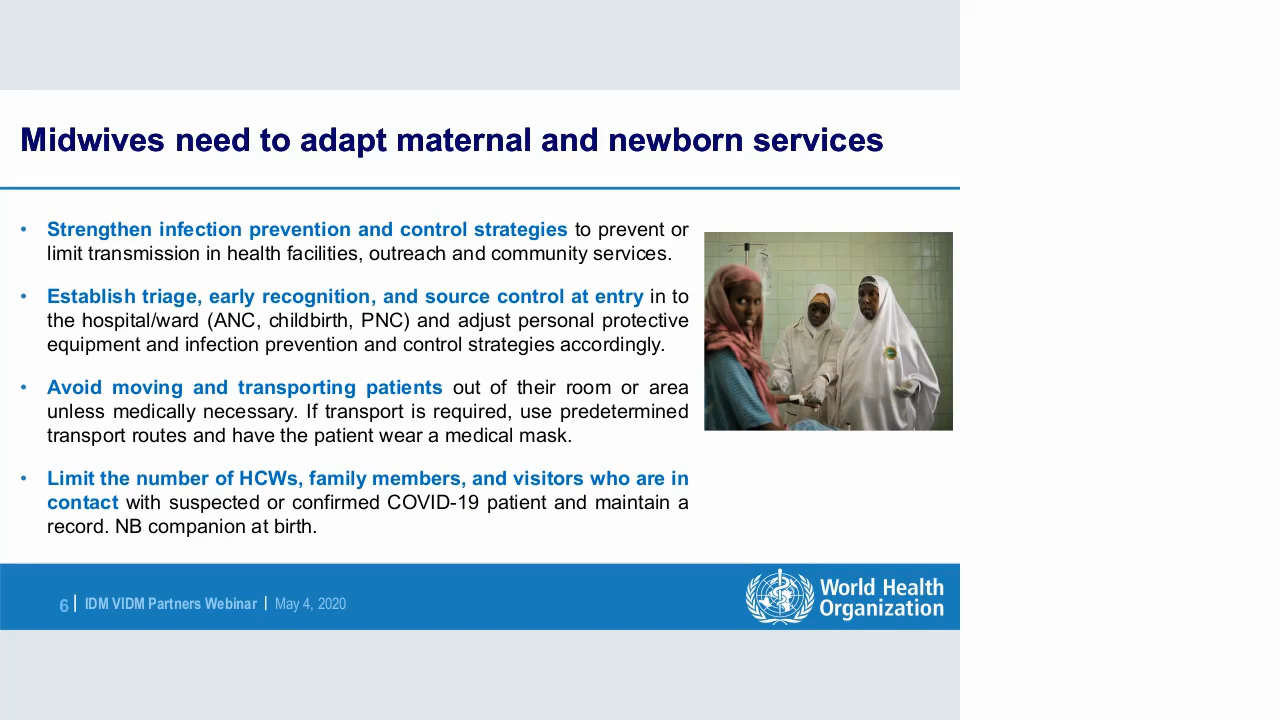 Midwives need to adapt maternal and newborn services
• Strengthen infection prevention and control strategies to prevent or
limit transmission in health facilities, outreach and community services.
• Establish triage, early recognition, and source control at entry in to
the hospital/ward (ANC, childbirth, PNC) and adjust personal protective
equipment and infection prevention and control strategies accordingly.
• Avoid moving and transporting patients out of their room or area
unless medically necessary. If transport is required, use predetermined
transport routes and have the patient wear a medical mask.
• Limit the number of HCWs, family members, and visitors who are in
contact with suspected or confirmed COVID-19 patient and maintain a
record. NB companion at birth.
6 | IDM VIDM Partners Webinar | May 4, 2020
World Health
Organization